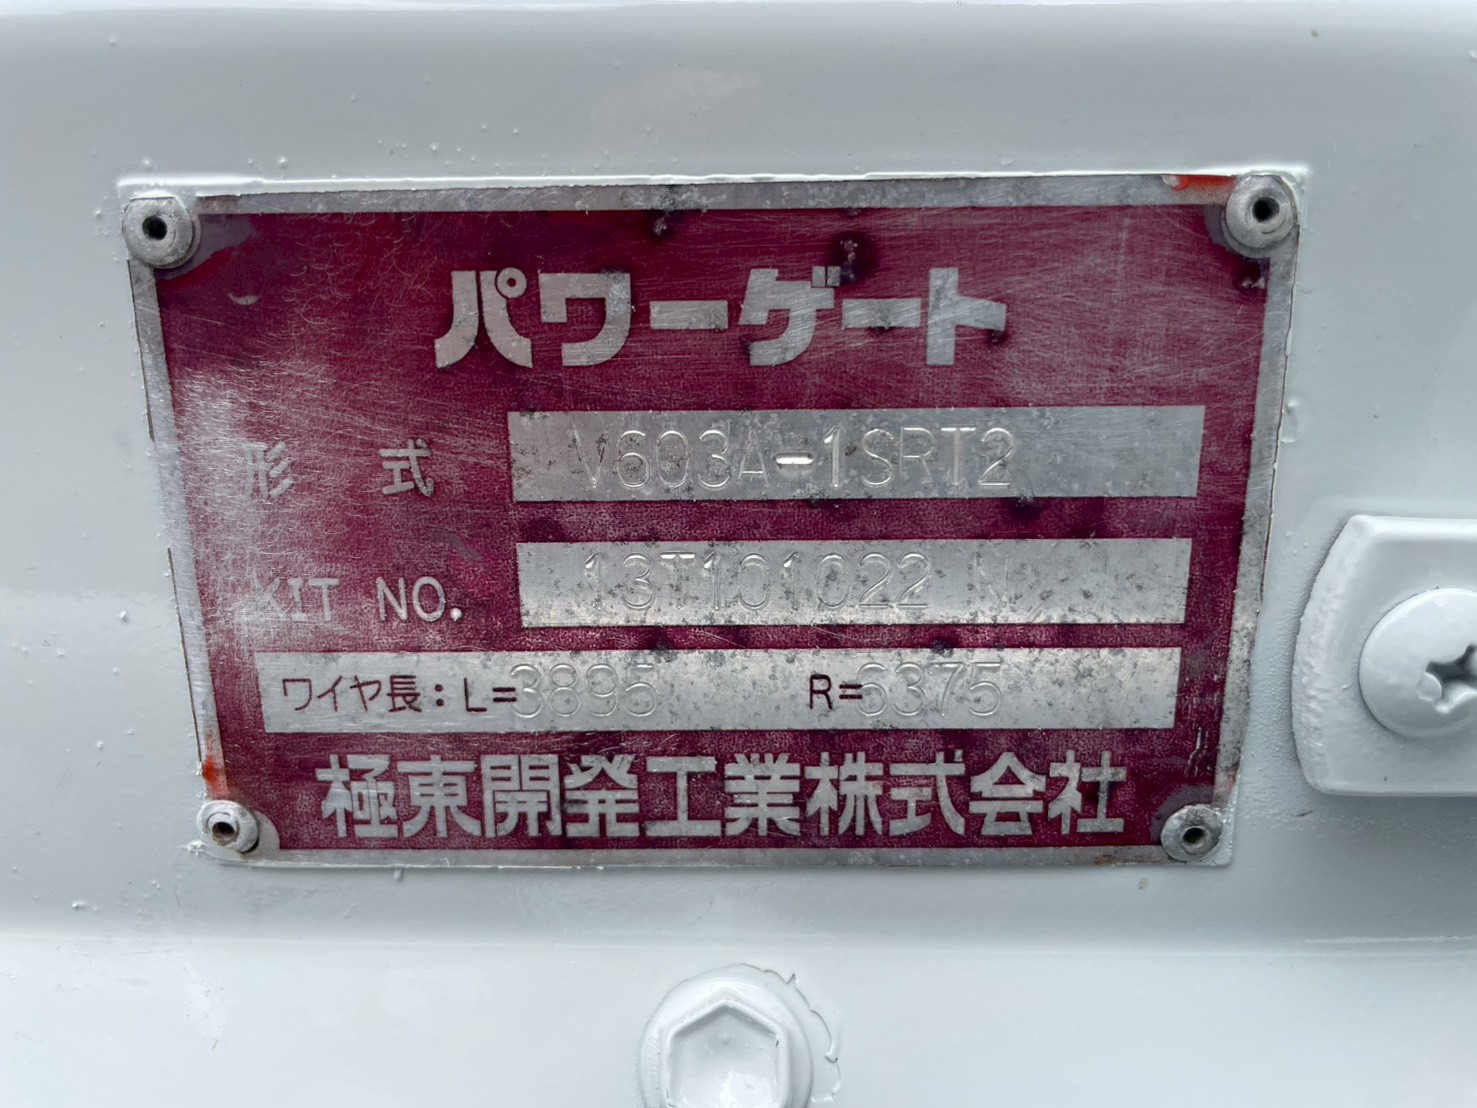 パワーゲート
形式 V603A-1SRT2
KIT NO. 13T101022 N
ワイヤ長：L=3895 R=6375
極東開発工業株式会社